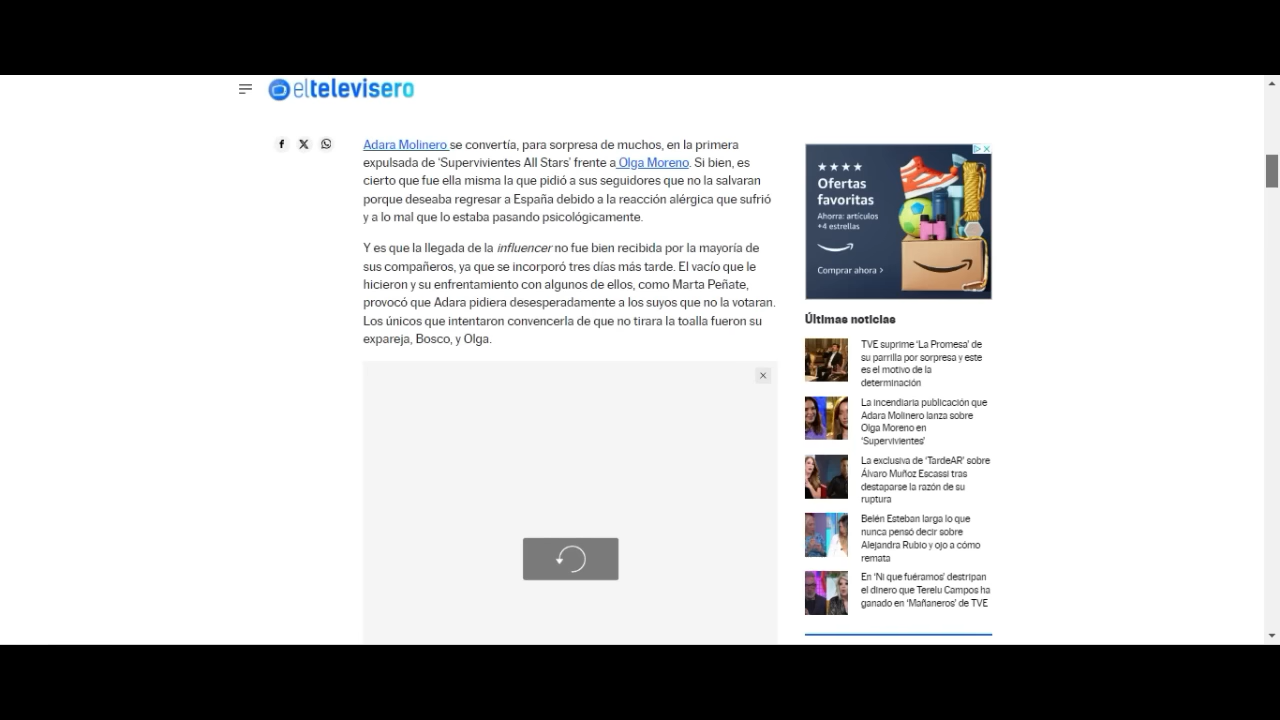 eltelevisero
Adara Molinero se convertía, para sorpresa de muchos, en la primera
expulsada de ‘Supervivientes All Stars’ frente a Olga Moreno. Si bien, es
cierto que fue ella misma la que pidió a sus seguidores que no la salvaran
porque deseaba regresar a España debido a la reacción alérgica que sufrió
y a lo mal que lo estaba pasando psicológicamente.
Y es que la llegada de la influencer no fue bien recibida por la mayoría de
sus compañeros, ya que se incorporó tres días más tarde. El vacío que le
hicieron y su enfrentamiento con algunos de ellos, como Marta Peñate,
provocó que Adara pidiera desesperadamente a los suyos que no la votaran.
Los únicos que intentaron convencerla de que no tirara la toalla fueron su
expareja, Bosco, y Olga.
Ofertas
favoritas
Ahora: artículos
+4 estrellas
Comprar ahora >
Últimas noticias
TVE suprime ‘La Promesa’ de
su parrilla por sorpresa y este
es el motivo de la
determinación
La incendiaria publicación que
Adara Molinero lanza sobre
Olga Moreno en
‘Supervivientes’
La exclusiva de ‘TardeAR’ sobre
Álvaro Muñoz Escassi tras
destaparse la razón de su
ruptura
Belén Esteban larga lo que
nunca pensó decir sobre
Alejandra Rubio y ojo a cómo
remata
En ‘Ni que fuéramos’ destripan
el dinero que Terelu Campos ha
ganado en ‘Mañaneros’ de TVE